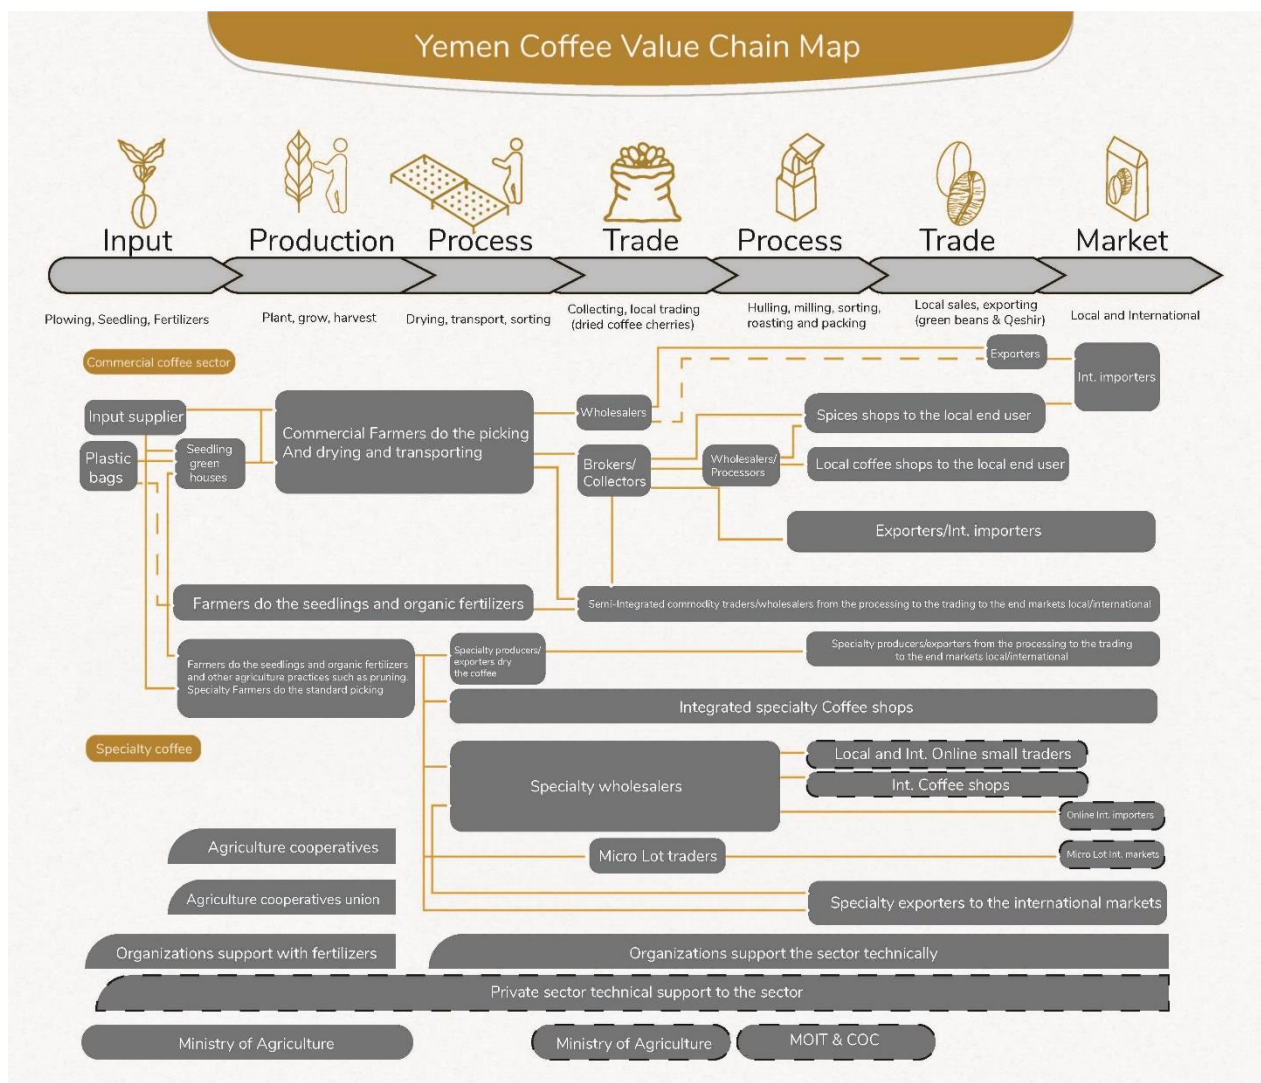 Yemen Coffee Value Chain Map
Input
Production
Process
Trade
Process
Trade
Market
Plowing, Seedling, Fertilizers
Plant, grow, harvest
Drying, transport, sorting
Collecting, local trading
(dried coffee cherries)
Hulling, milling, sorting,
roasting and packing
Local sales, exporting
(green beans & Qeshir)
Local and International
Commercial coffee sector
Exporters
Int. importers
Input supplier
Plastic
bags
Seedling
green
houses
Commercial Farmers do the picking
And drying and transporting
Wholesalers
Brokers/
Collectors
Wholesalers/
Processors
Spices shops to the local end user
Local coffee shops to the local end user
Exporters/Int. importers
Farmers do the seedlings and organic fertilizers
Semi-Integrated commodity traders/wholesalers from the processing to the trading to the end markets local/international
Farmers do the seedlings and organic fertilizers
and other agriculture practices such as pruning.
Specialty Farmers do the standard picking
Specialty producers/
exporters dry
the coffee
Specialty producers/exporters from the processing to the trading
to the end markets local/international
Integrated specialty Coffee shops
Specialty coffee
Specialty wholesalers
Local and Int. Online small traders
Int. Coffee shops
Online Int. importers
Micro Lot traders
Micro Lot Int. markets
Specialty exporters to the international markets
Agriculture cooperatives
Agriculture cooperatives union
Organizations support with fertilizers
Organizations support the sector technically
Private sector technical support to the sector
Ministry of Agriculture
Ministry of Agriculture
MOIT & COC